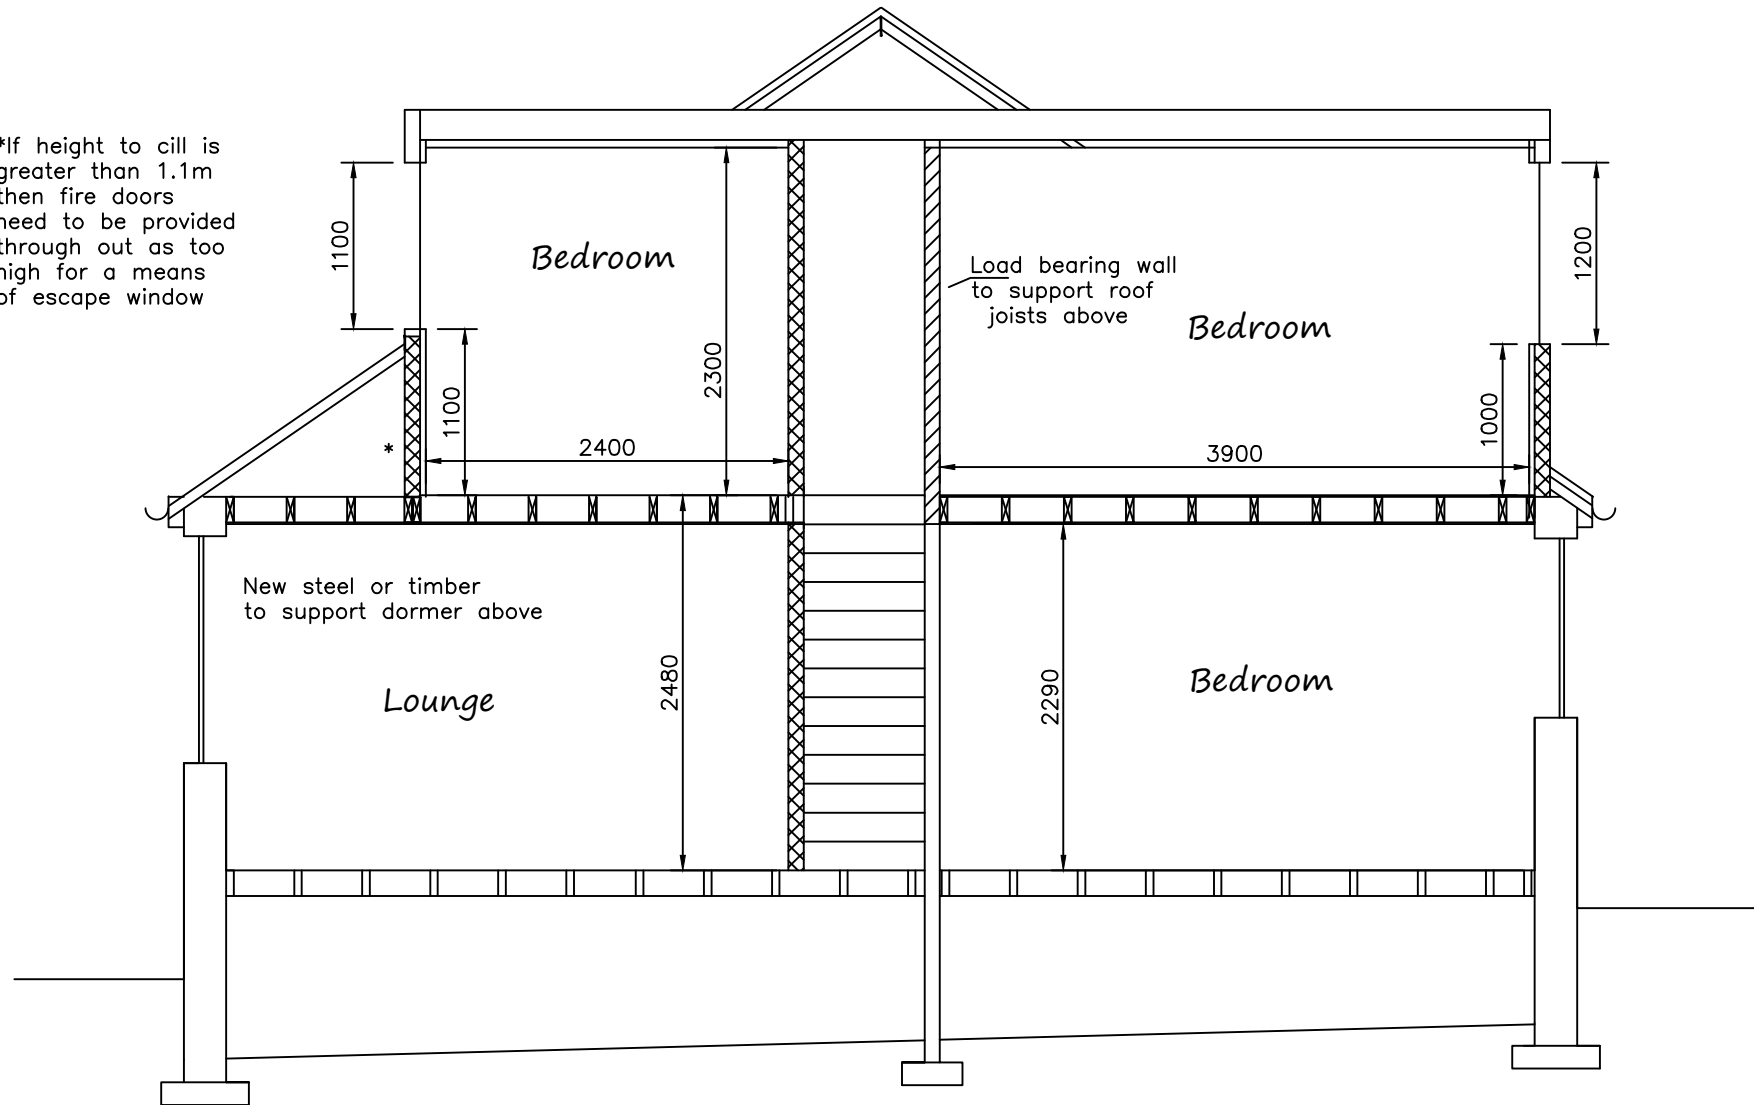 *If height to cill is
greater than 1.1m
then fire doors
need to be provided
through out as too
high for a means
of escape window
1100
1100
Bedroom
2300
2400
Load bearing wall
to support roof
joists above
Bedroom
1200
1000
3900
*
New steel or timber
to support dormer above
Lounge
2480
2290
Bedroom